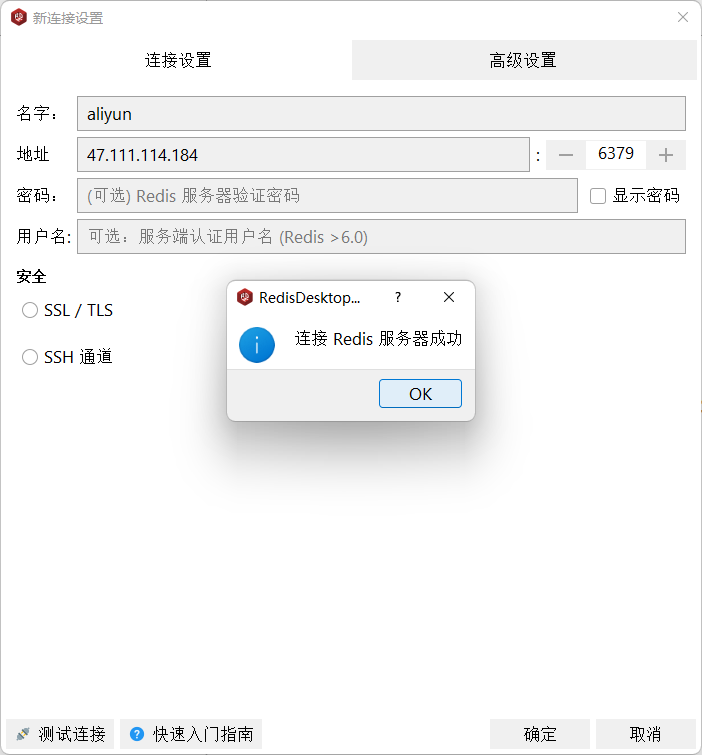 新连接设置
连接设置 高级设置
名字： aliyun
地址 47.111.114.184 : 6379
密码： (可选) Redis 服务器验证密码 显示密码
用户名: 可选：服务端认证用户名 (Redis >6.0)
安全
SSL / TLS
SSH 通道
RedisDesktop... ?
连接 Redis 服务器成功
OK
测试连接 快速入门指南 确定 取消